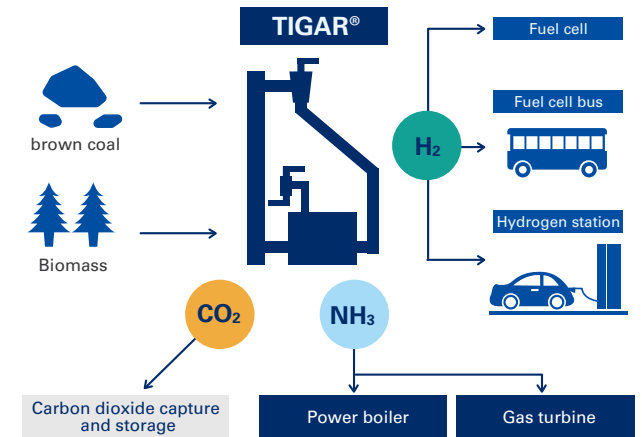 TIGAR®
Fuel cell
Fuel cell bus
brown coal
H₂
Hydrogen station
Biomass
CO₂
NH₃
Carbon dioxide capture
and storage
Power boiler
Gas turbine